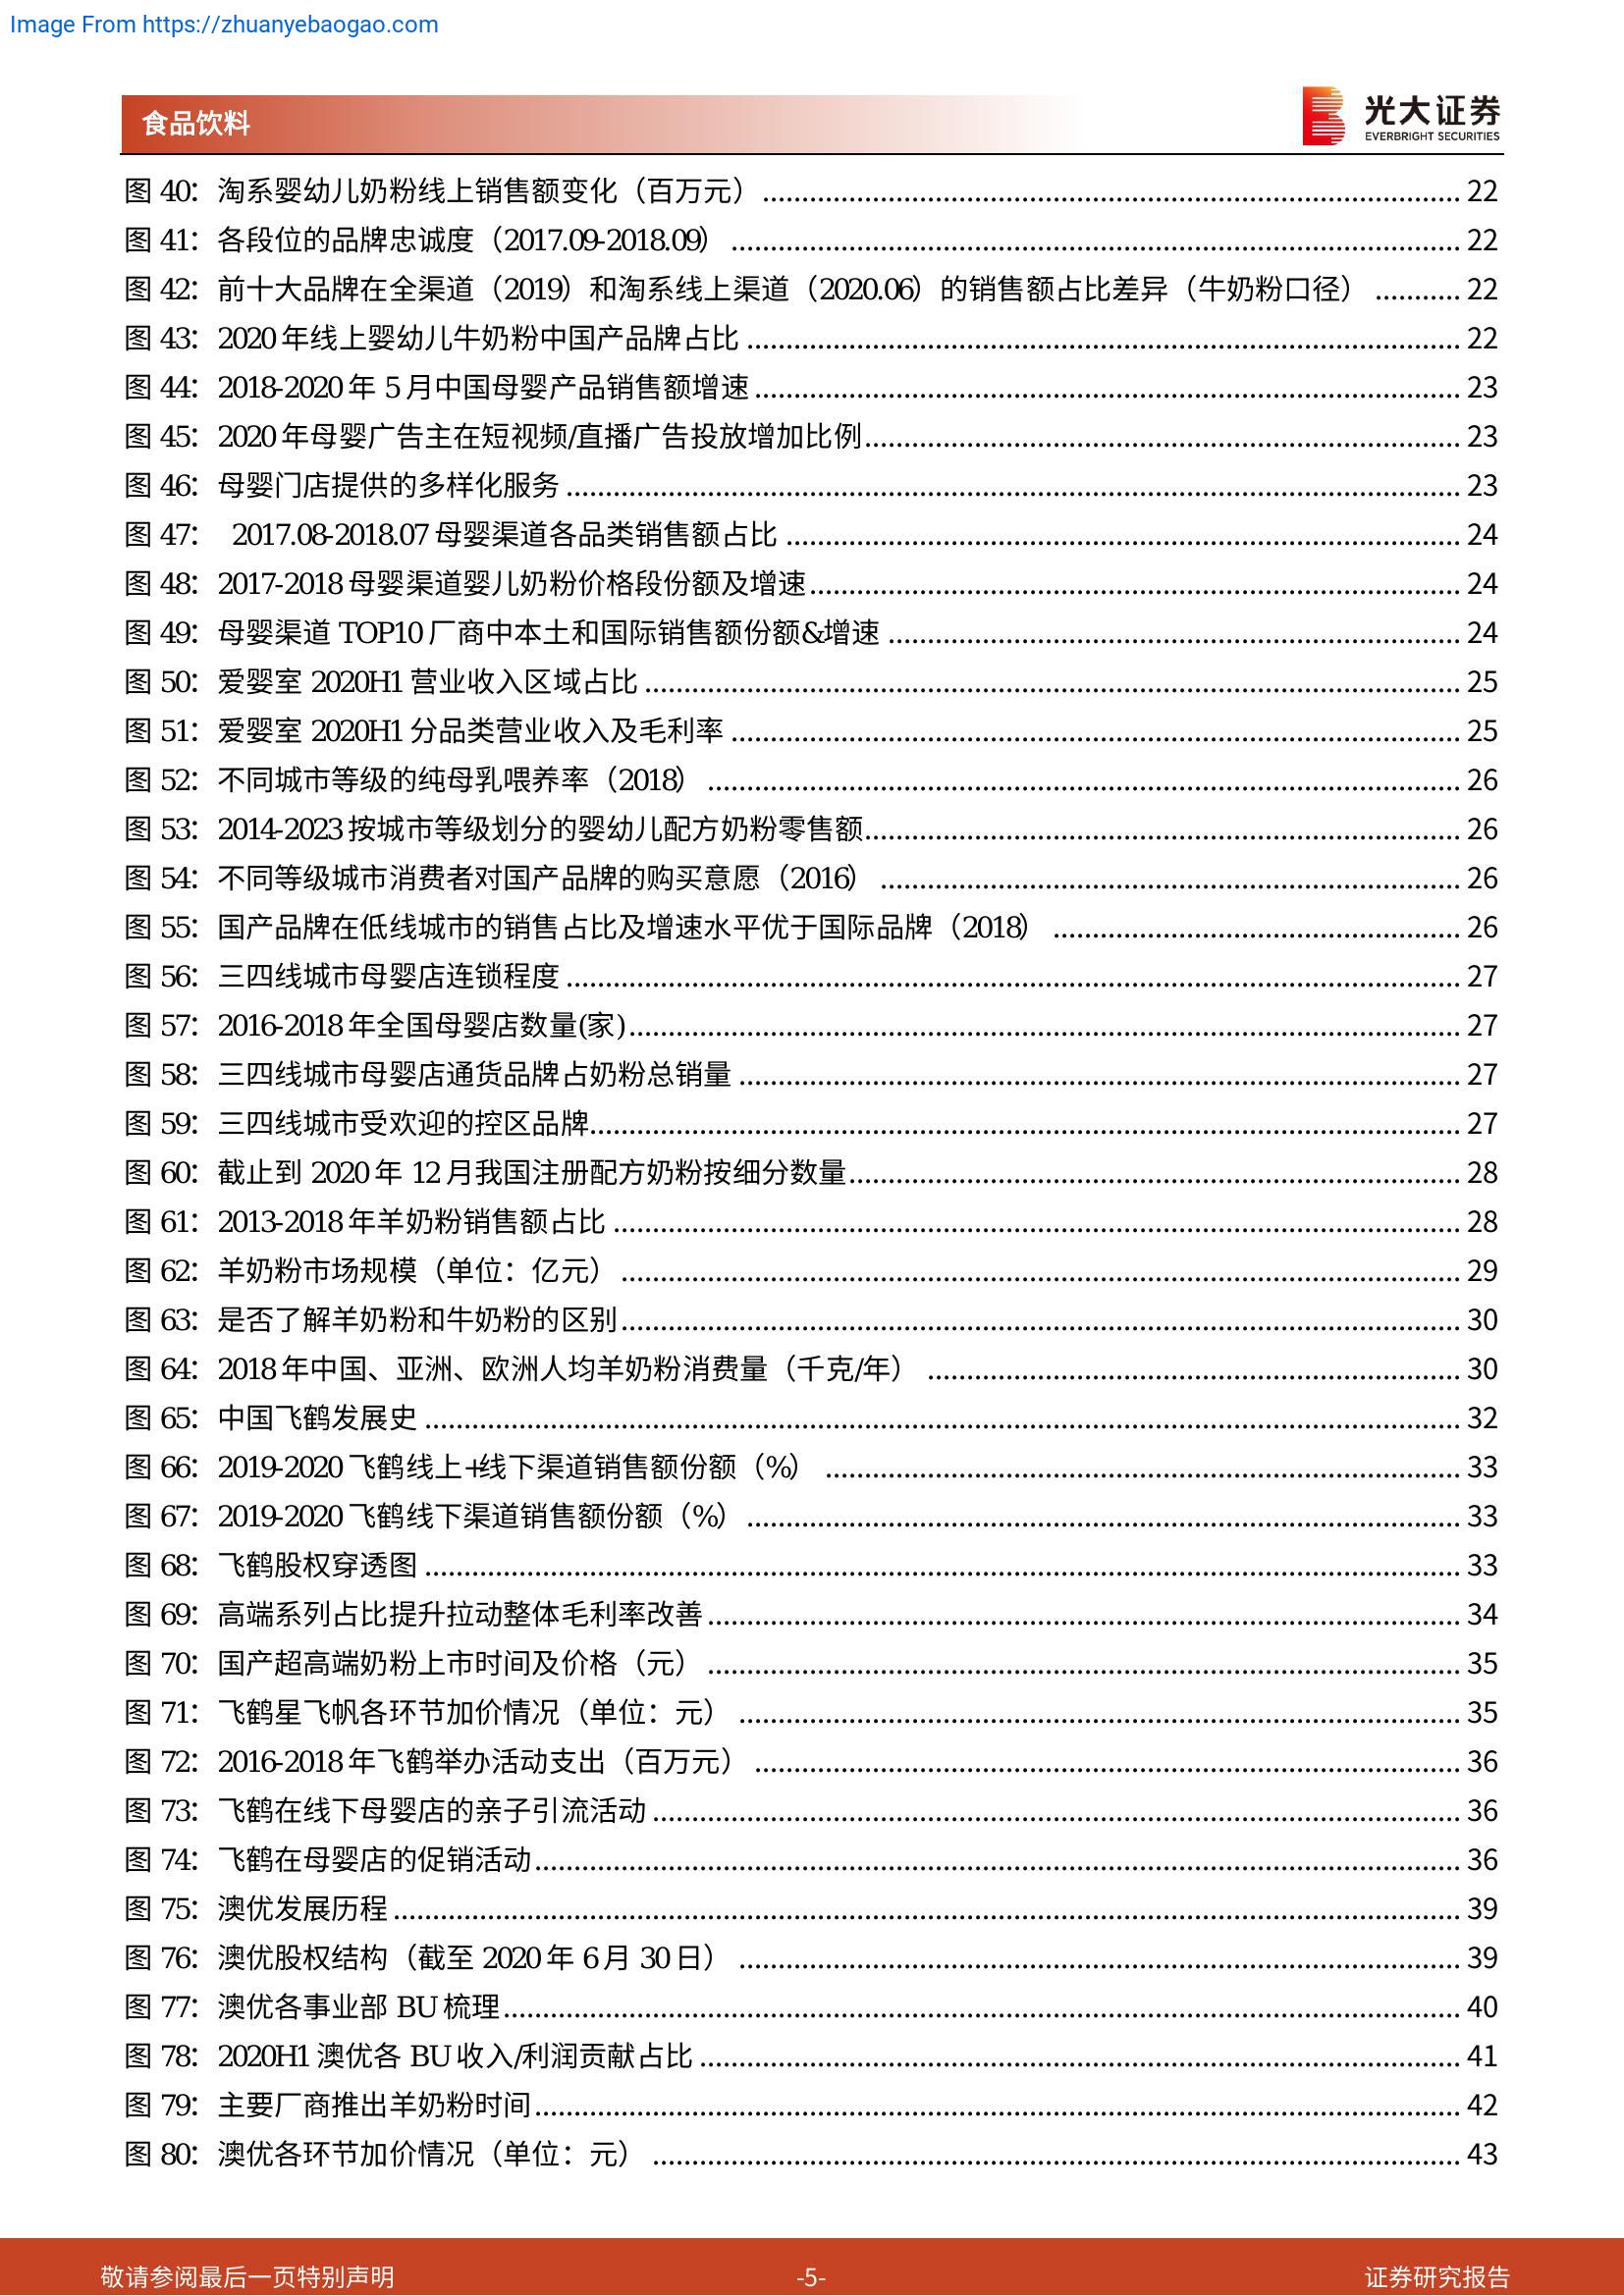 Image From https://zhuanyebaogao.com
食品饮料
光大证券
EVERBRIGHT SECURITIES
图 40：淘系婴幼儿奶粉线上销售额变化（百万元）........ 22
图 41：各段位的品牌忠诚度（2017.09-2018.09）........ 22
图 42：前十大品牌在全渠道（2019）和淘系线上渠道（2020.06）的销售额占比差异（牛奶粉口径）........ 22
图 43：2020 年线上婴幼儿牛奶粉中国产品牌占比........ 22
图 44：2018-2020 年 5 月中国母婴产品销售额增速........ 23
图 45：2020 年母婴广告主在短视频/直播广告投放增加比例........ 23
图 46：母婴门店提供的多样化服务........ 23
图 47： 2017.08-2018.07 母婴渠道各品类销售额占比........ 24
图 48：2017-2018 母婴渠道婴儿奶粉价格段份额及增速........ 24
图 49：母婴渠道 TOP10 厂商中本土和国际销售额份额&增速........ 24
图 50：爱婴室 2020H1 营业收入区域占比........ 25
图 51：爱婴室 2020H1 分品类营业收入及毛利率........ 25
图 52：不同城市等级的纯母乳喂养率（2018）........ 26
图 53：2014-2023 按城市等级划分的婴幼儿配方奶粉零售额........ 26
图 54：不同等级城市消费者对国产品牌的购买意愿（2016）........ 26
图 55：国产品牌在低线城市的销售占比及增速水平优于国际品牌（2018）........ 26
图 56：三四线城市母婴店连锁程度........ 27
图 57：2016-2018 年全国母婴店数量(家)........ 27
图 58：三四线城市母婴店通货品牌占奶粉总销量........ 27
图 59：三四线城市受欢迎的控区品牌........ 27
图 60：截止到 2020 年 12 月我国注册配方奶粉按细分数量........ 28
图 61：2013-2018 年羊奶粉销售额占比........ 28
图 62：羊奶粉市场规模（单位：亿元）........ 29
图 63：是否了解羊奶粉和牛奶粉的区别........ 30
图 64：2018 年中国、亚洲、欧洲人均羊奶粉消费量（千克/年）........ 30
图 65：中国飞鹤发展史........ 32
图 66：2019-2020 飞鹤线上+线下渠道销售额份额（%）........ 33
图 67：2019-2020 飞鹤线下渠道销售额份额（%）........ 33
图 68：飞鹤股权穿透图........ 33
图 69：高端系列占比提升拉动整体毛利率改善........ 34
图 70：国产超高端奶粉上市时间及价格（元）........ 35
图 71：飞鹤星飞帆各环节加价情况（单位：元）........ 35
图 72：2016-2018 年飞鹤举办活动支出（百万元）........ 36
图 73：飞鹤在线下母婴店的亲子引流活动........ 36
图 74：飞鹤在母婴店的促销活动........ 36
图 75：澳优发展历程........ 39
图 76：澳优股权结构（截至 2020 年 6 月 30 日）........ 39
图 77：澳优各事业部 BU 梳理........ 40
图 78：2020H1 澳优各 BU 收入/利润贡献占比........ 41
图 79：主要厂商推出羊奶粉时间........ 42
图 80：澳优各环节加价情况（单位：元）........ 43
敬请参阅最后一页特别声明
-5-
证券研究报告